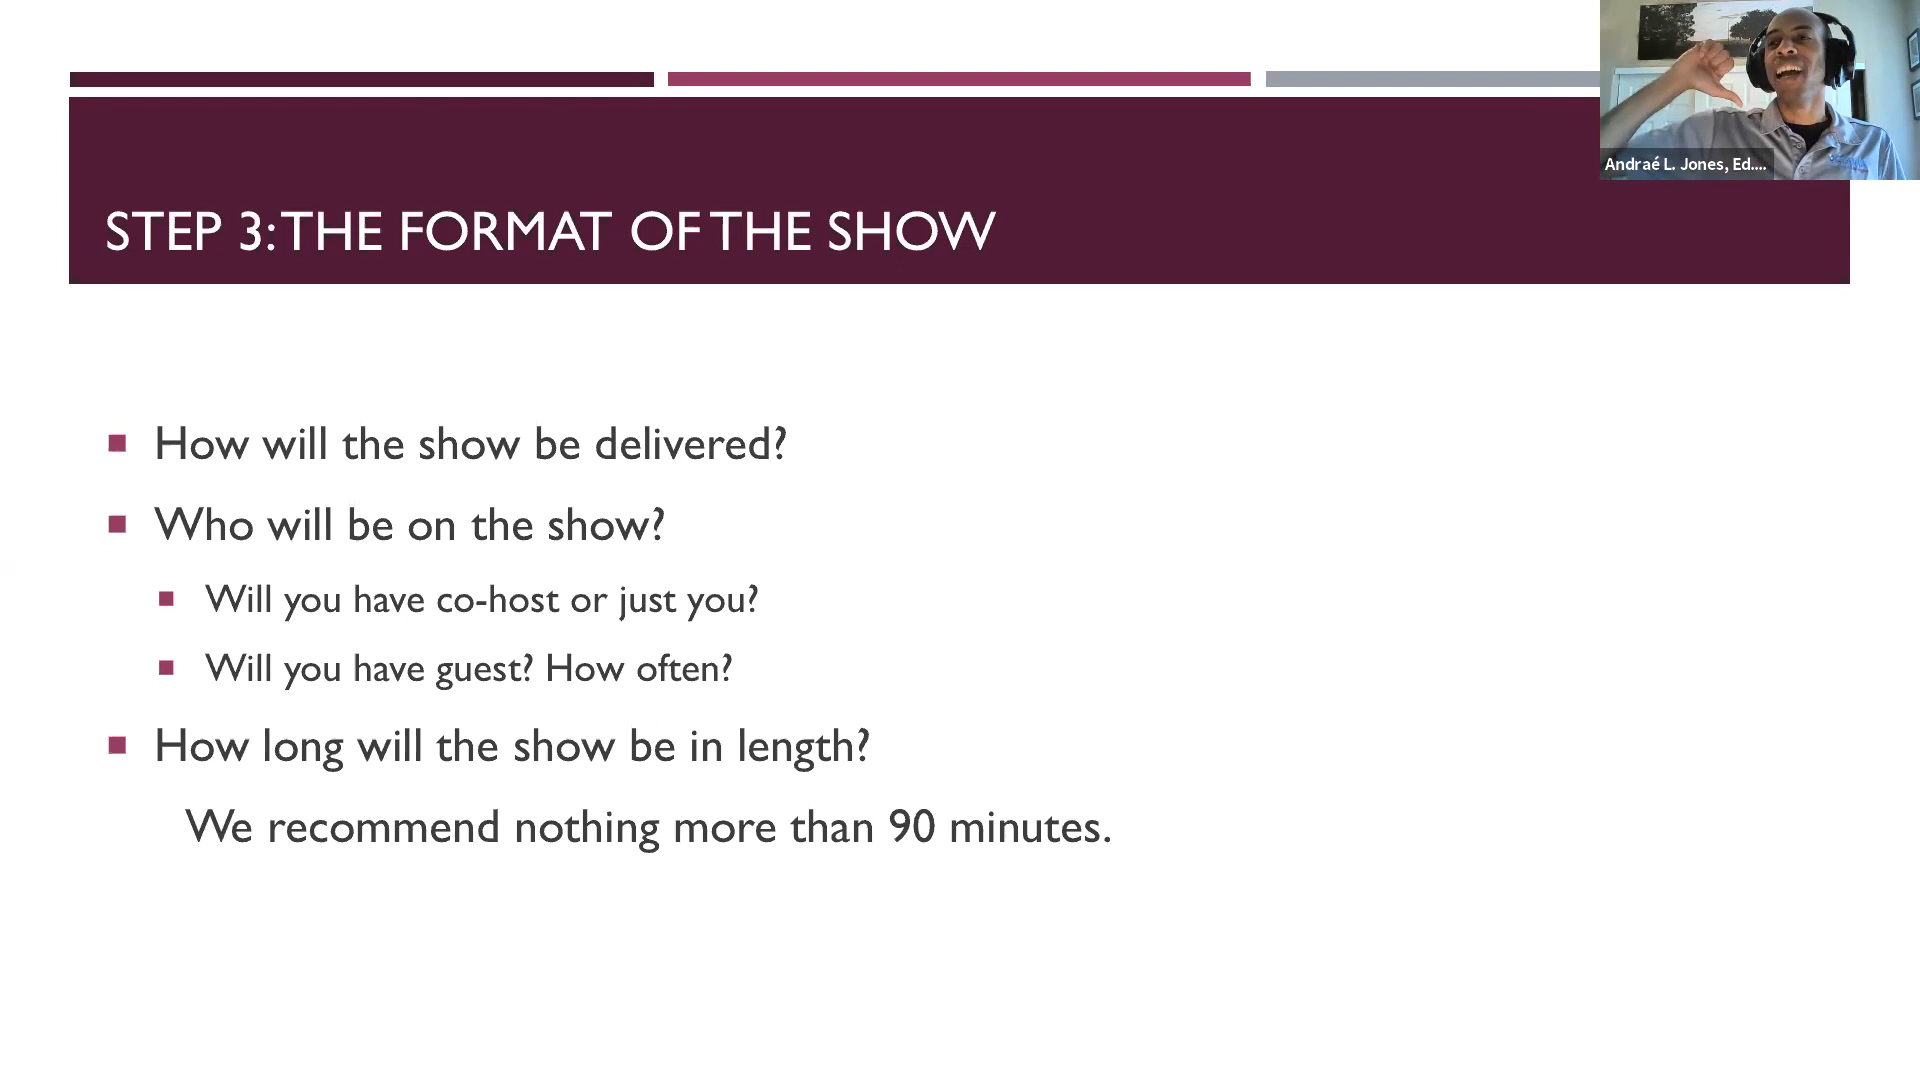 Andraé L. Jones, Ed....
STEP 3: THE FORMAT OF THE SHOW
How will the show be delivered?
Who will be on the show?
Will you have co-host or just you?
Will you have guest? How often?
How long will the show be in length?
We recommend nothing more than 90 minutes.